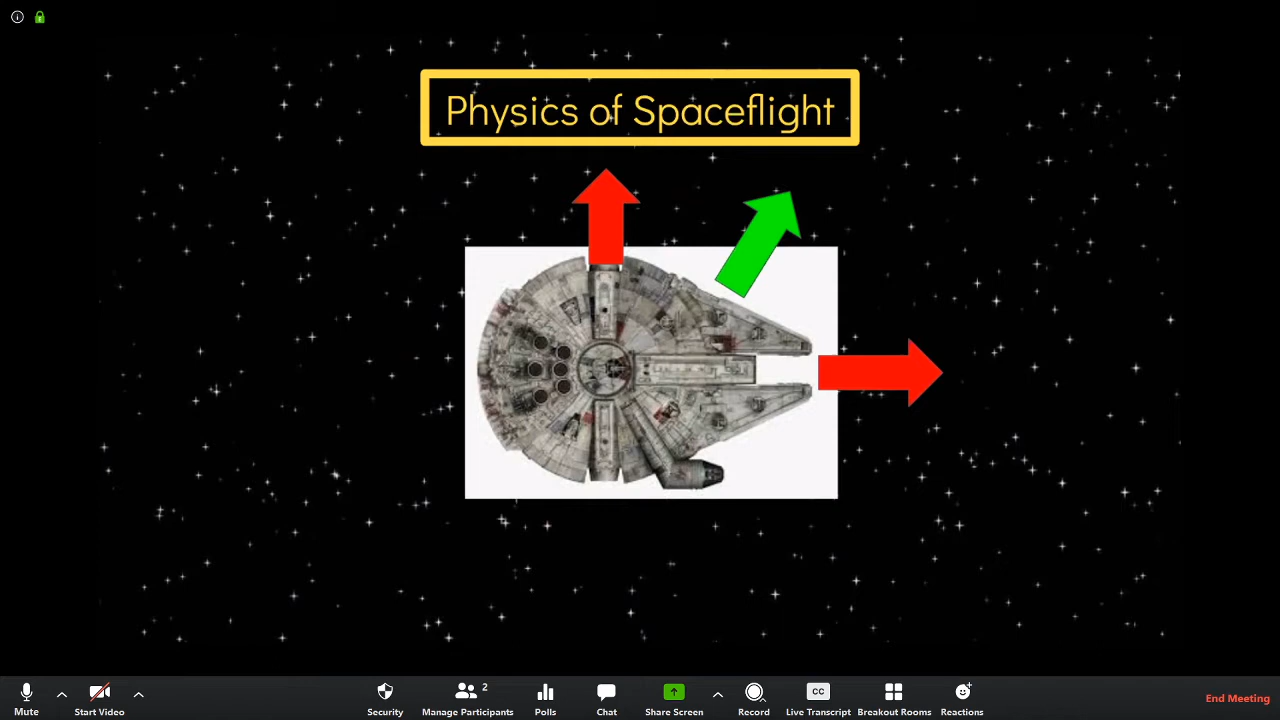 Physics of Spaceflight
Mute
Start Video
Security
2
Manage Participants
Polls
Chat
Share Screen
Record
CC
Live Transcript
Breakout Rooms
Reactions
End Meeting